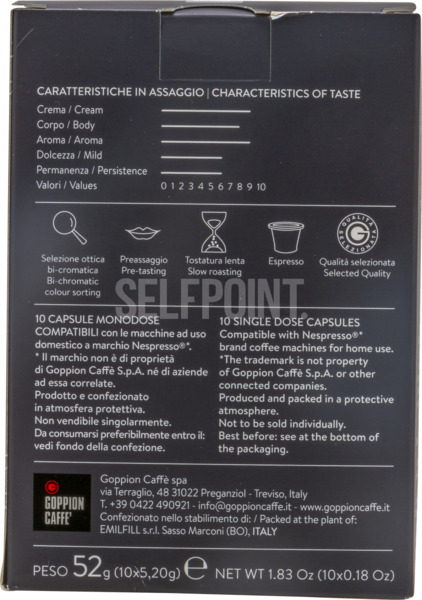 CARATTERISTICHE IN ASSAGGIO | CHARACTERISTICS OF TASTE
Crema / Cream
Corpo / Body
Aroma / Aroma
Dolcezza / Mild
Permanenza / Persistence
Valori / Values 0 1 2 3 4 5 6 7 8 9 10
QUALITÀ SELEZIONATA
Selezione ottica
bi-cromatica
Bi-chromatic
colour sorting
Preassaggio
Pre-tasting
Tostatura lenta
Slow roasting
Espresso
Qualità selezionata
Selected Quality
SELFPOINT.
10 CAPSULE MONODOSE
COMPATIBILI con le macchine ad uso
domestico a marchio Nespresso®*.
* Il marchio non è di proprietà
di Goppion Caffè S.p.A. né di aziende
ad essa correlate.
Prodotto e confezionato
in atmosfera protettiva.
Non vendibile singolarmente.
Da consumarsi preferibilmente entro il:
vedi fondo della confezione.
10 SINGLE DOSE CAPSULES
Compatible with Nespresso®*
brand coffee machines for home use.
*The trademark is not property
of Goppion Caffè S.p.A. or other
connected companies.
Produced and packed in a protective
atmosphere.
Not to be sold individually.
Best before: see at the bottom of
the packaging.
GOPPION
CAFFE'
Goppion Caffè spa
via Terraglio, 48 31022 Preganziol - Treviso, Italy
T. +39 0422 490921 - info@goppioncaffe.it - www.goppioncaffe.it
Confezionato nello stabilimento di: / Packed at the plant of:
EMILFILL s.r.l. Sasso Marconi (BO), ITALY
PESO 52g (10x5,20g) e NET WT 1.83 Oz (10x0.18 Oz)